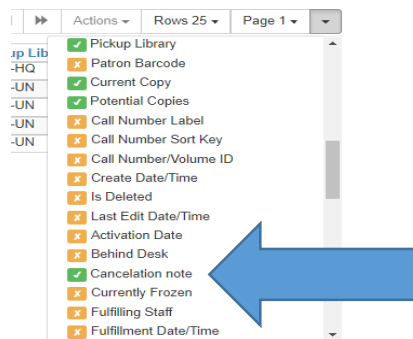 Actions Rows 25 Page 1
up Lib
-HQ
-UN
-UN
-UN
-UN
Pickup Library
Patron Barcode
Current Copy
Potential Copies
Call Number Label
Call Number Sort Key
Call Number/Volume ID
Create Date/Time
Is Deleted
Last Edit Date/Time
Activation Date
Behind Desk
Cancelation note
Currently Frozen
Fulfilling Staff
Fulfillment Date/Time